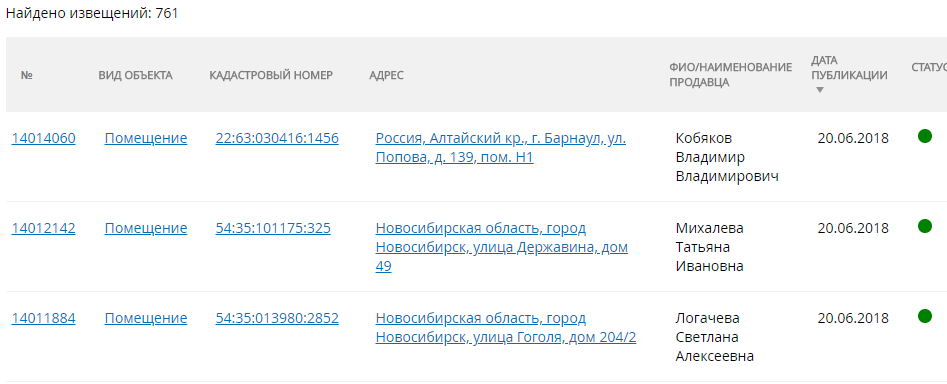 Найдено извещений: 761
№ ВИД ОБЪЕКТА КАДАСТРОВЫЙ НОМЕР АДРЕС ФИО/НАИМЕНОВАНИЕ ПРОДАВЦА ДАТА ПУБЛИКАЦИИ СТАТУС
14014060 Помещение 22:63:030416:1456 Россия, Алтайский кр., г. Барнаул, ул. Кобяков 20.06.2018
Попова, д. 139, пом. Н1 Владимир
Владимирович
14012142 Помещение 54:35:101175:325 Новосибирская область, город Михалева 20.06.2018
Новосибирск, улица Державина, дом Татьяна
49 Ивановна
14011884 Помещение 54:35:013980:2852 Новосибирская область, город Логачева 20.06.2018
Новосибирск, улица Гоголя, дом 204/2 Светлана
Алексеевна